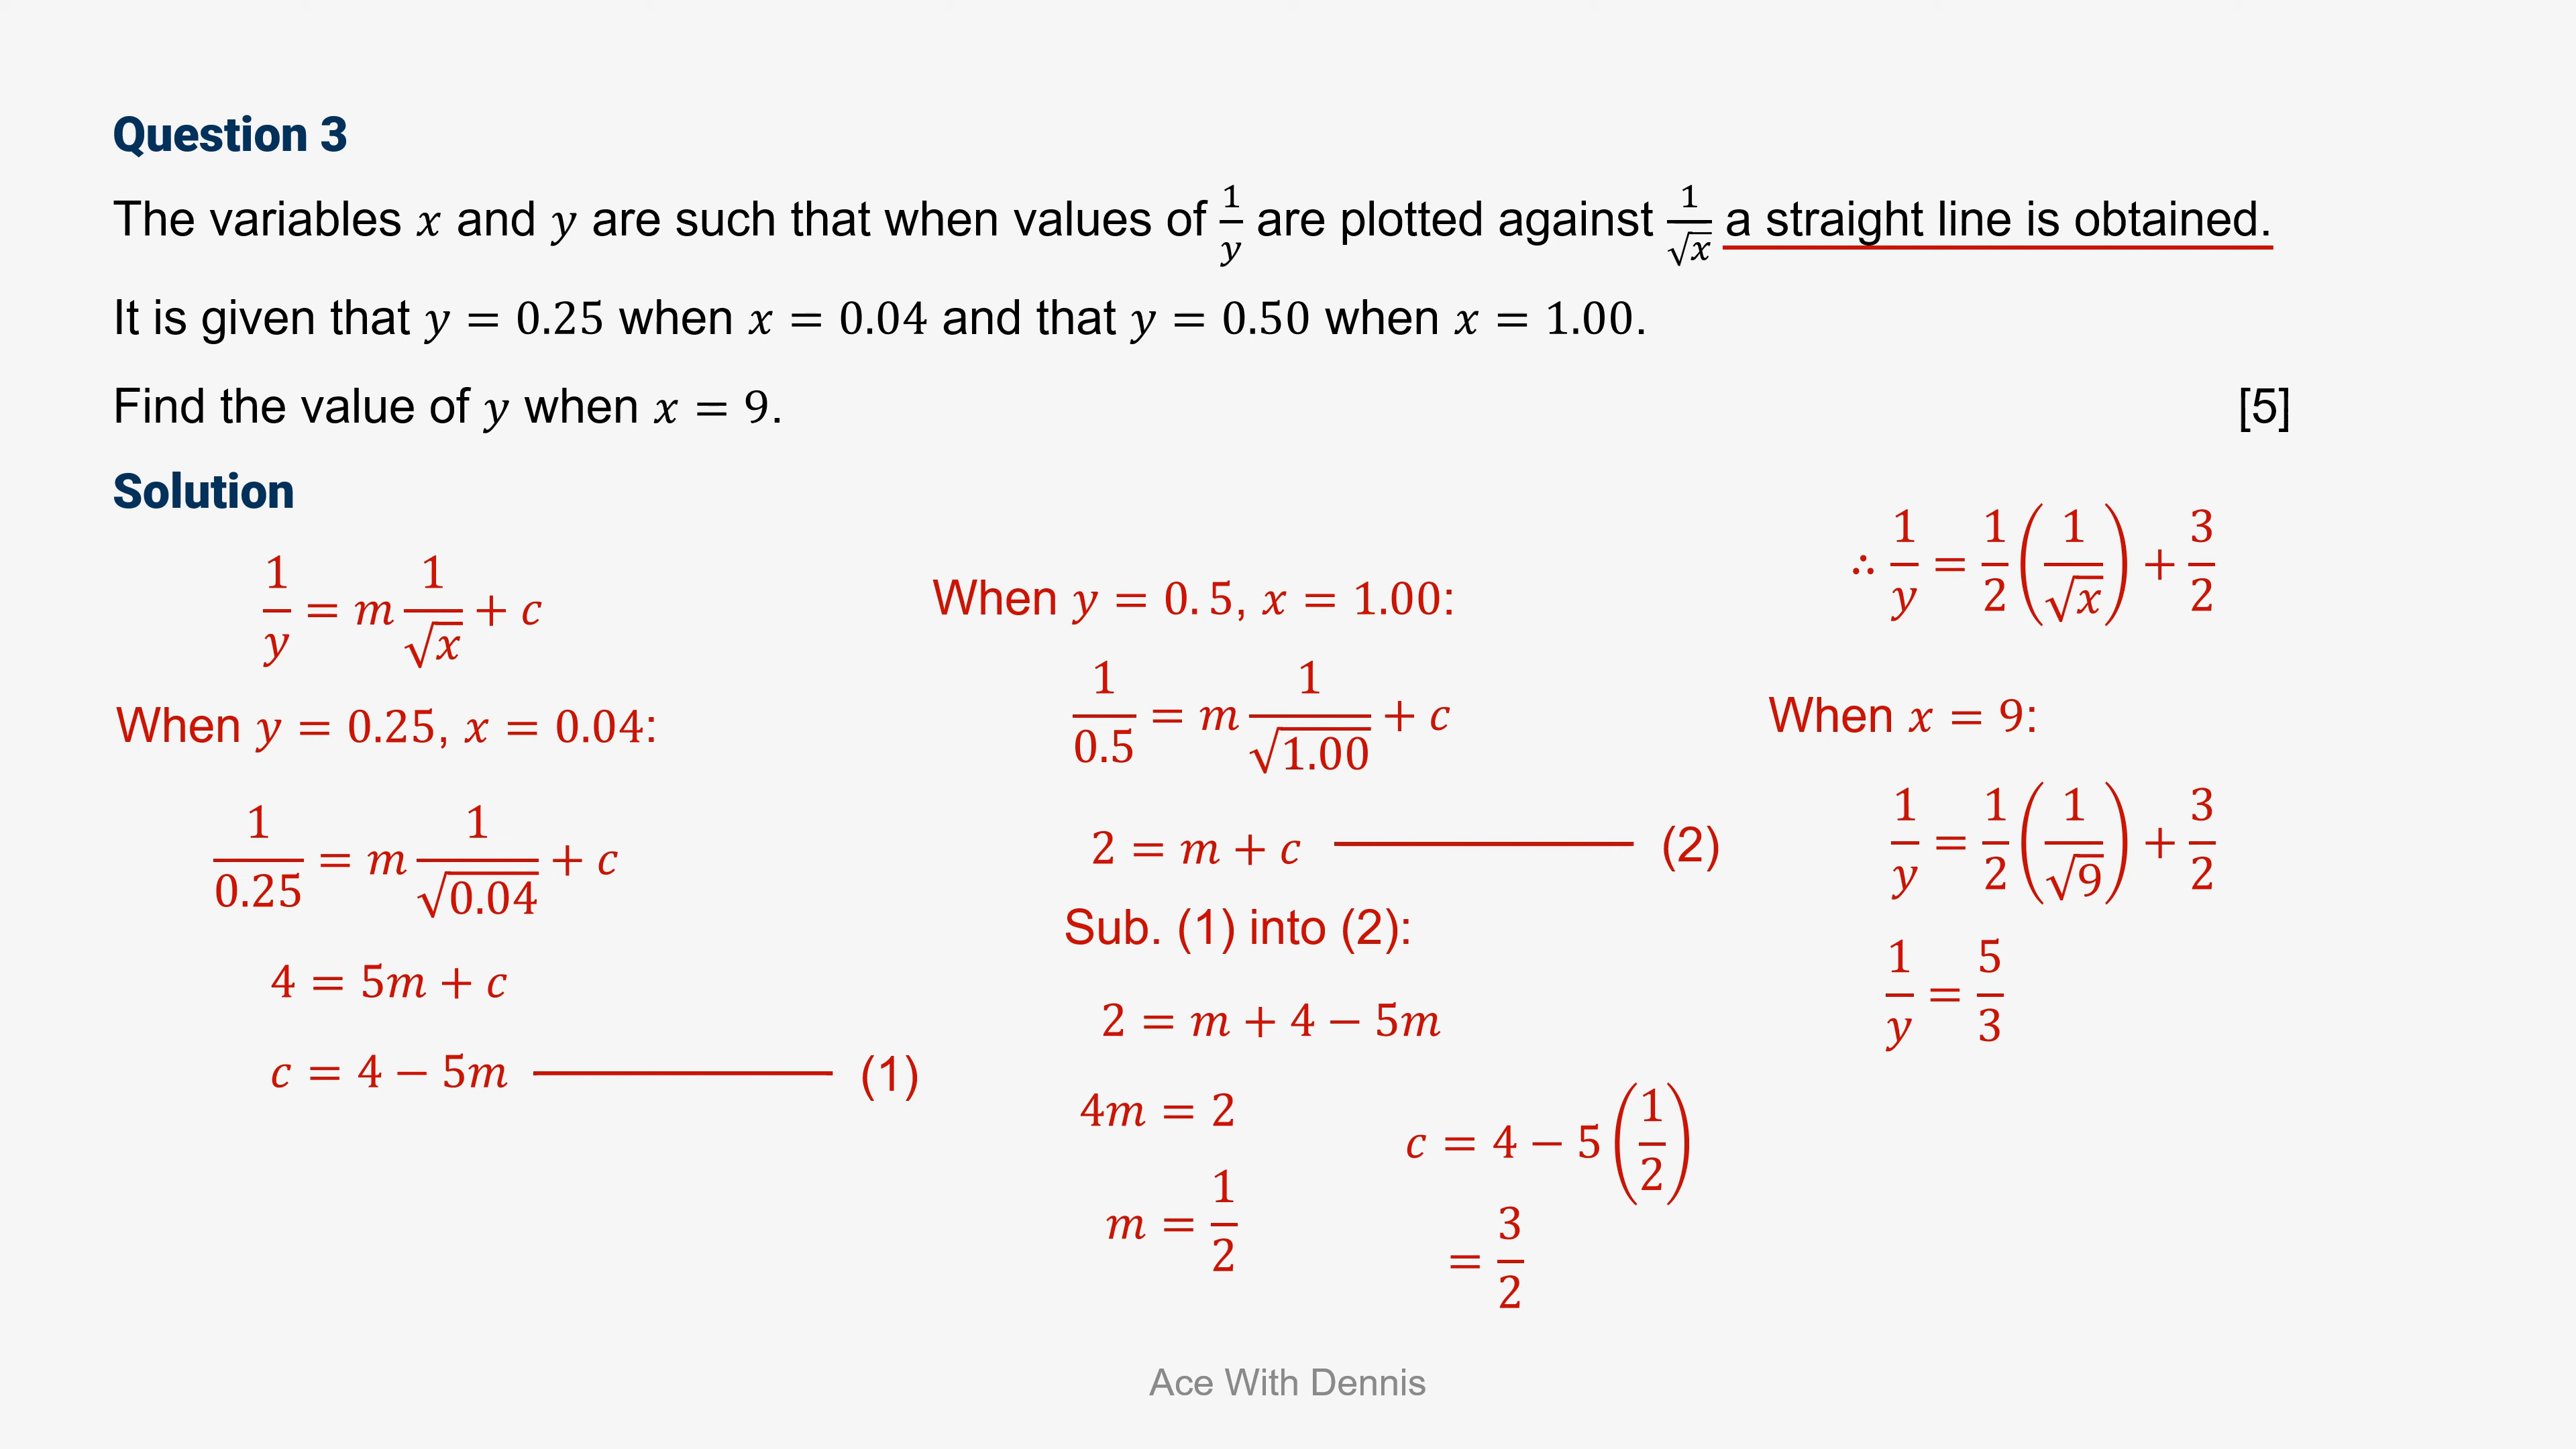 Question 3
The variables x and y are such that when values of 1/y are plotted against 1/√x a straight line is obtained.
It is given that y = 0.25 when x = 0.04 and that y = 0.50 when x = 1.00.
Find the value of y when x = 9. [5]
Solution
1/y = m 1/√x + c
When y = 0.25, x = 0.04:
1/0.25 = m 1/√0.04 + c
4 = 5m + c
c = 4 − 5m (1)
When y = 0.5, x = 1.00:
1/0.5 = m 1/√1.00 + c
2 = m + c (2)
Sub. (1) into (2):
2 = m + 4 − 5m
4m = 2
m = 1/2
c = 4 − 5(1/2)
= 3/2
∴ 1/y = 1/2 (1/√x) + 3/2
When x = 9:
1/y = 1/2 (1/√9) + 3/2
1/y = 5/3
Ace With Dennis